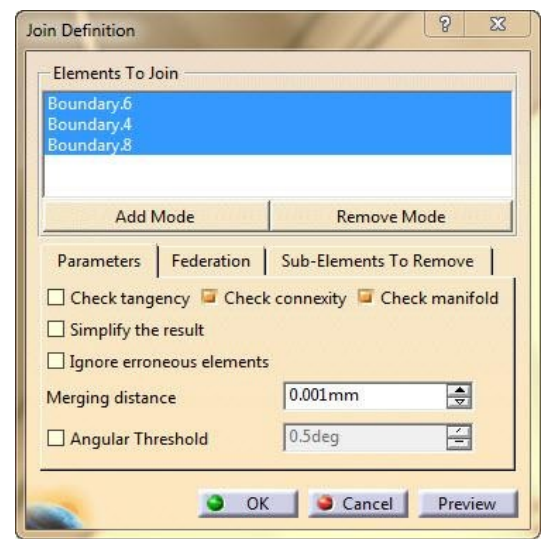 Join Definition
Elements To Join
Boundary.6
Boundary.4
Boundary.8
Add Mode Remove Mode
Parameters Federation Sub-Elements To Remove
Check tangency Check connexity Check manifold
Simplify the result
Ignore erroneous elements
Merging distance 0.001mm
Angular Threshold 0.5deg
OK Cancel Preview